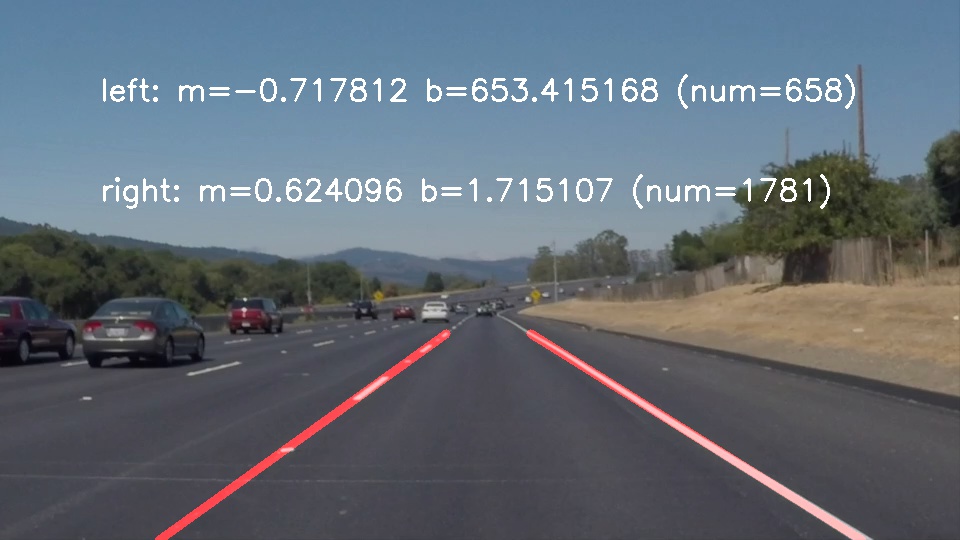 left: m=-0.717812 b=653.415168 (num=658)
right: m=0.624096 b=1.715107 (num=1781)